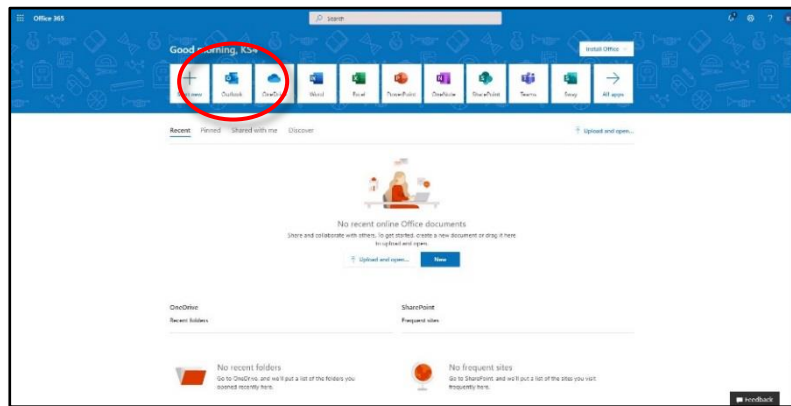 Office 365
Search
Good morning, KS4
Install Office
Start new
Outlook
OneDrive
Word
Excel
PowerPoint
OneNote
SharePoint
Teams
Sway
All apps
Recent Pinned Shared with me Discover
Upload and open...
No recent online Office documents
Share and collaborate with others. To get started, create a new document or drag it here
to upload and open.
Upload and open...
New
OneDrive
Recent folders
SharePoint
Frequent sites
No recent folders
Go to OneDrive, and we'll put a list of the folders you
opened recently here.
No frequent sites
Go to SharePoint, and we'll put a list of the sites you visit
frequently here.
Feedback